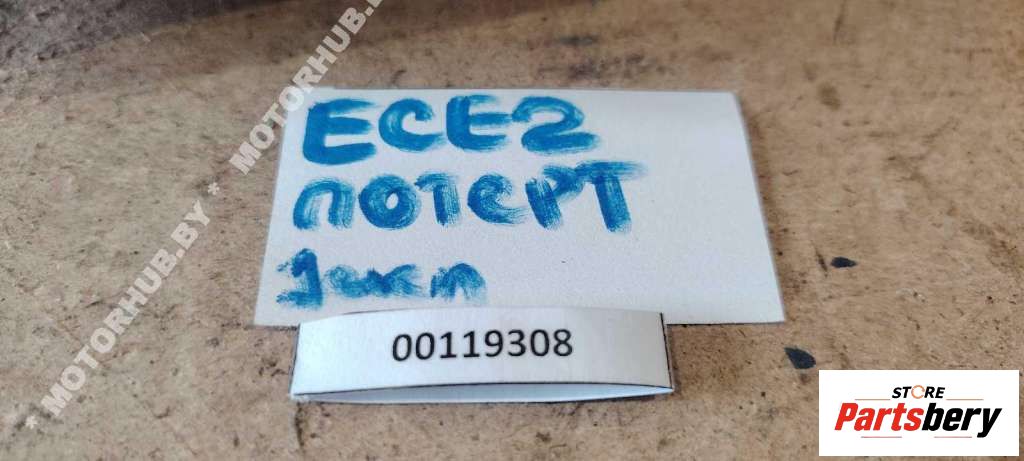 ECE2
ПОТЕРТ
00119308
* MOTORHUB.BY * MOTORHUB.BY
STORE
Partsbery